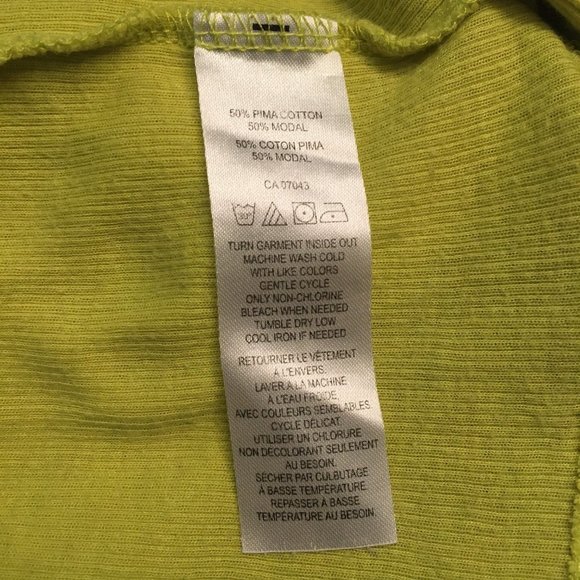 50% PIMA COTTON
50% MODAL
50% COTON PIMA
50% MODAL
CA 07043
30°
TURN GARMENT INSIDE OUT
MACHINE WASH COLD
WITH LIKE COLORS
GENTLE CYCLE
ONLY NON-CHLORINE
BLEACH WHEN NEEDED
TUMBLE DRY LOW
COOL IRON IF NEEDED
RETOURNER LE VÊTEMENT
À L'ENVERS.
LAVER À LA MACHINE
À L'EAU FROIDE,
AVEC COULEURS SEMBLABLES.
CYCLE DÉLICAT.
UTILISER UN CHLORURE
NON DÉCOLORANT SEULEMENT
AU BESOIN.
SÉCHER PAR CULBUTAGE
À BASSE TEMPÉRATURE.
REPASSER À BASSE
TEMPÉRATURE AU BESOIN.